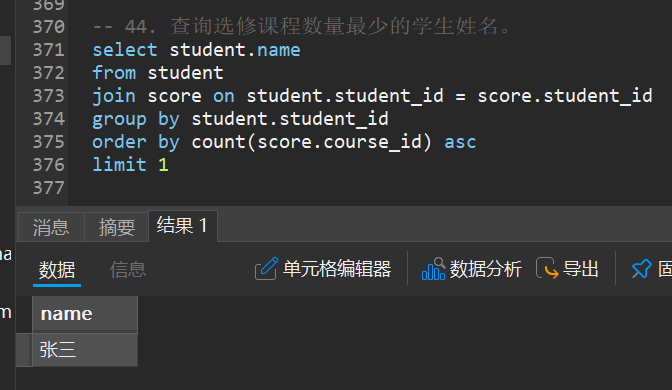 369
370 -- 44. 查询选修课程数量最少的学生姓名。
371 select student.name
372 from student
373 join score on student.student_id = score.student_id
374 group by student.student_id
375 order by count(score.course_id) asc
376 limit 1
377
消息 摘要 结果 1
na
数据 信息 单元格编辑器 数据分析 导出 固
m
name
张三